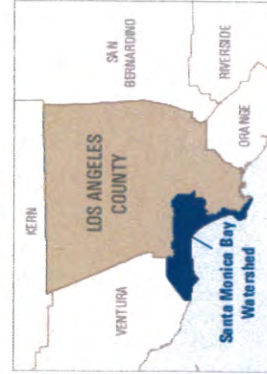 KERN
SAN
BERNARDINO
LOS ANGELES
COUNTY
VENTURA
RIVERSIDE
ORANGE
Santa Monica Bay
Watershed